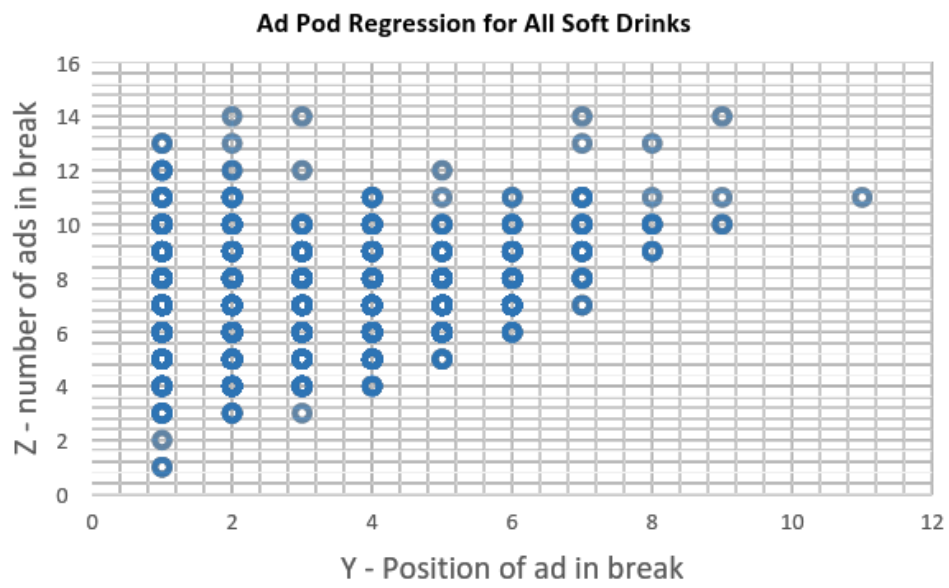 Ad Pod Regression for All Soft Drinks
16
14
12
10
8
6
4
2
0
0 2 4 6 8 10 12
Z - number of ads in break
Y - Position of ad in break